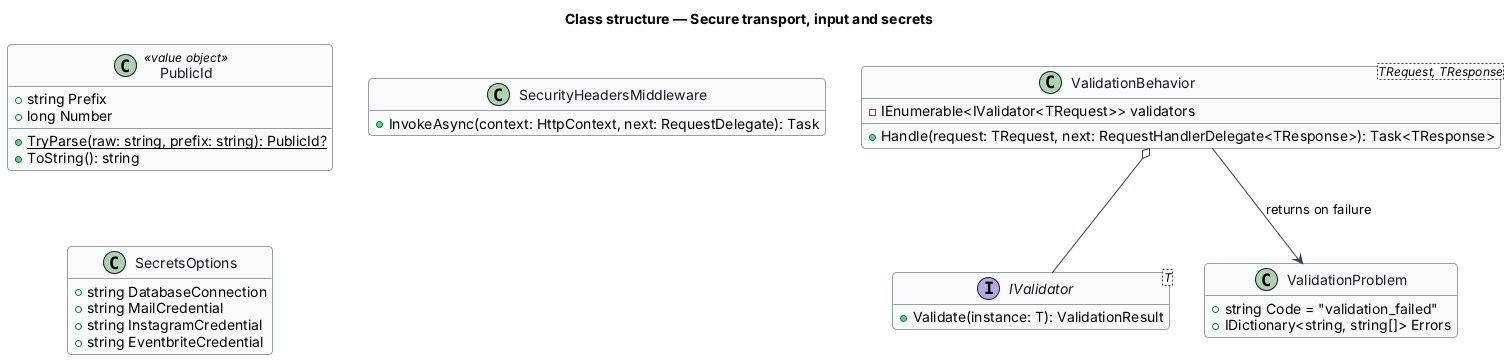 Class structure — Secure transport, input and secrets
C
«value object»
PublicId
string Prefix
long Number
TryParse(raw: string, prefix: string): PublicId?
ToString(): string
C SecurityHeadersMiddleware
InvokeAsync(context: HttpContext, next: RequestDelegate): Task
TRequest, TResponse
C ValidationBehavior
IEnumerable<IValidator<TRequest>> validators
Handle(request: TRequest, next: RequestHandlerDelegate<TResponse>): Task<TResponse>
returns on failure
C SecretsOptions
string DatabaseConnection
string MailCredential
string InstagramCredential
string EventbriteCredential
T
I IValidator
Validate(instance: T): ValidationResult
C ValidationProblem
string Code = "validation_failed"
IDictionary<string, string[]> Errors